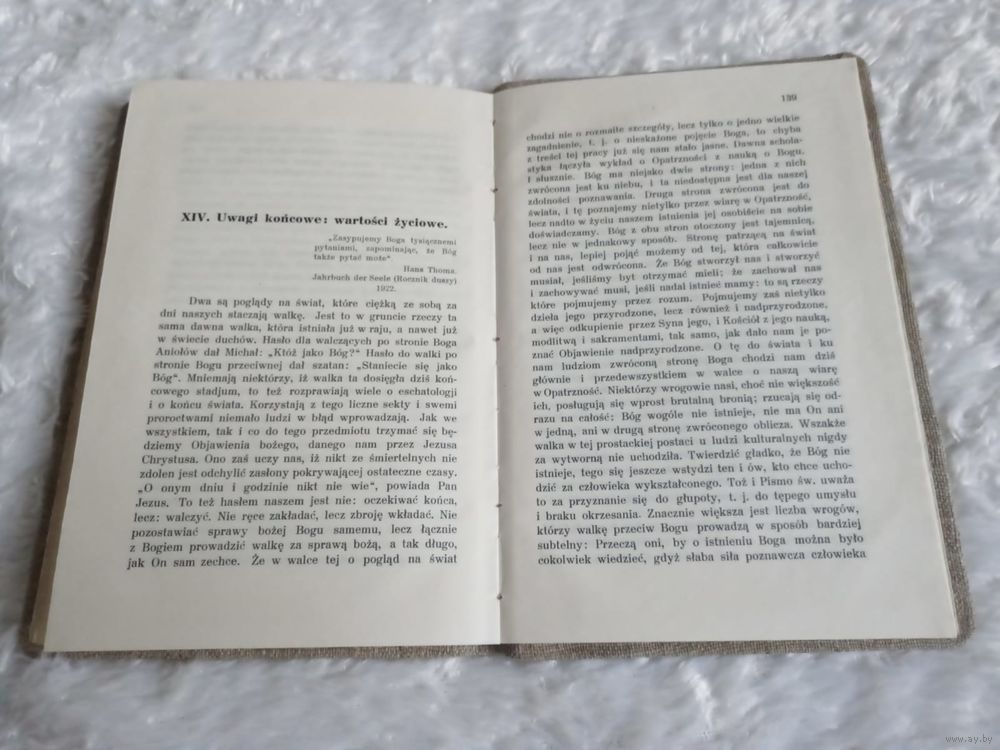 XIV. Uwagi końcowe: wartości życiowe.
„Zasypujemy Boga tysiącznemi
pytaniami, zapominając, że Bóg
także pytać może“.
Hans Thoma.
Jahrbuch der Seele (Rocznik duszy)
1922.
Dwa są poglądy na świat, które ciężką ze sobą za
dni naszych staczają walkę. Jest to w gruncie rzeczy ta
sama dawna walka, która istniała już w raju, a nawet już
w świecie duchów. Hasło dla walczących po stronie Boga
Aniołów dał Michał: „Któż jako Bóg?“ Hasło do walki po
stronie Bogu przeciwnej dał szatan: „Staniecie się jako
Bóg“. Mniemają niektórzy, iż walka ta dosięgła dziś koń-
cowego stadjum, to też rozprawiają wiele o eschatologji
i o końcu świata. Korzystają z tego liczne sekty i swemi
proroctwami niemało ludzi w błąd wprowadzają. Jak we
wszystkiem, tak i co do tego przedmiotu trzymać się bę-
dziemy Objawienia bożego, danego nam przez Jezusa
Chrystusa. Ono zaś uczy nas, iż nikt ze śmiertelnych nie
zdolen jest odchylić zasłony pokrywającej ostateczne czasy.
„O onym dniu i godzinie nikt nie wie“, powiada Pan
Jezus. To też hasłem naszem jest nie: oczekiwać końca,
lecz: walczyć. Nie ręce zakładać, lecz zbroję wkładać. Nie
pozostawiać sprawy bożej Bogu samemu, lecz łącznie
z Bogiem prowadzić walkę za sprawą bożą, a tak długo,
jak On sam zechce. Że w walce tej o pogląd na świat
139
chodzi nie o rozmaite szczegóły, lecz tylko o jedno wielkie
zagadnienie, t. j. o nieskażone pojęcie Boga, to chyba
z treści tej pracy już się nam stało jasne. Dawna schola-
styka łączyła wykład o Opatrzności z nauką o Bogu.
I słusznie. Bóg ma niejako dwie strony: jedna z nich
zwrócona jest ku niebu, i ta niedostępna jest dla naszej
zdolności poznawania. Druga strona zwrócona jest do
świata, i tę poznajemy nietylko przez wiarę w Opatrzność,
lecz nadto w życiu naszem istnienia jej osobiście na sobie
doświadczamy. Bóg z obu stron otoczony jest tajemnicą,
lecz nie w jednakowy sposób. Stronę patrzącą na świat
i na nas, lepiej pojąć możemy od tej, która całkowicie
od nas jest odwrócona. Że Bóg stworzył nas i stworzyć
musiał, jeśliśmy byt otrzymać mieli; że zachował nas
i zachowywać musi, jeśli nadal istnieć mamy: to są rzeczy
które pojmujemy przez rozum. Pojmujemy zaś nietylko
dzieła jego przyrodzone, lecz również i nadprzyrodzone,
a więc odkupienie przez Syna jego, i Kościół z jego nauką,
modlitwą i sakramentami, tak samo, jak dało nam je po-
znać Objawienie nadprzyrodzone. O tę do świata i ku
nam ludziom zwróconą stronę Boga chodzi nam dziś
głównie i przedewszystkiem w walce o naszą wiarę
w Opatrzność. Niektórzy wrogowie nasi, choć nie większość
ich, posługują się wprost brutalną bronią; rzucają się od-
razu na całość: Bóg wogóle nie istnieje, nie ma On ani
w jedną, ani w drugą stronę zwróconego oblicza. Wszakże
walka w tej prostackiej postaci u ludzi kulturalnych nigdy
za wytworną nie uchodziła. Twierdzić gładko, że Bóg nie
istnieje, tego się jeszcze wstydzi ten i ów, kto chce ucho-
dzić za człowieka wykształconego. Toż i Pismo św. uważa
to za przyznanie się do głupoty, t. j. do tępego umysłu
i braku okrzesania. Znacznie większa jest liczba wrogów,
którzy walkę przeciw Bogu prowadzą w sposób bardziej
subtelny: Przeczą oni, by o istnieniu Boga można było
cokolwiek wiedzieć, gdyż słaba siła poznawcza człowieka
www.ay.by